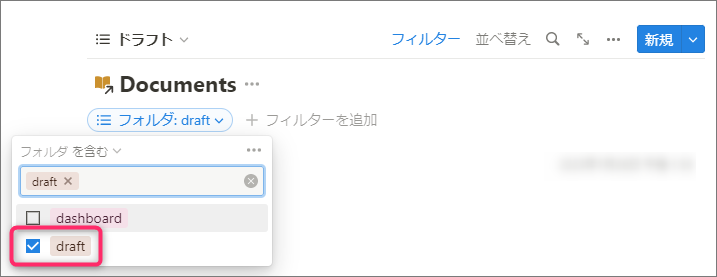 ドラフト フィルター 並べ替え 新規
Documents
フォルダ: draft フィルターを追加
フォルダ を含む
draft
dashboard
draft